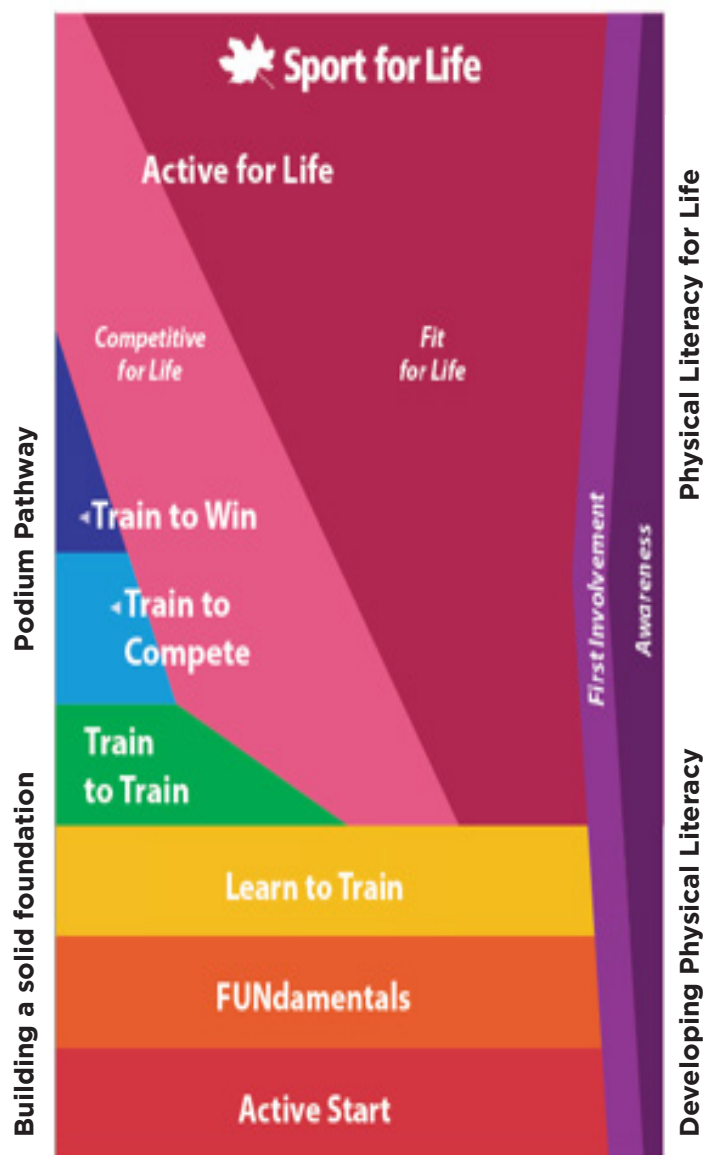 Sport for Life
Active for Life
Competitive
for Life
Fit
for Life
Train to Win
Train to
Compete
Train
to Train
Learn to Train
FUNdamentals
Active Start
First Involvement
Awareness
Podium Pathway
Building a solid foundation
Physical Literacy for Life
Developing Physical Literacy